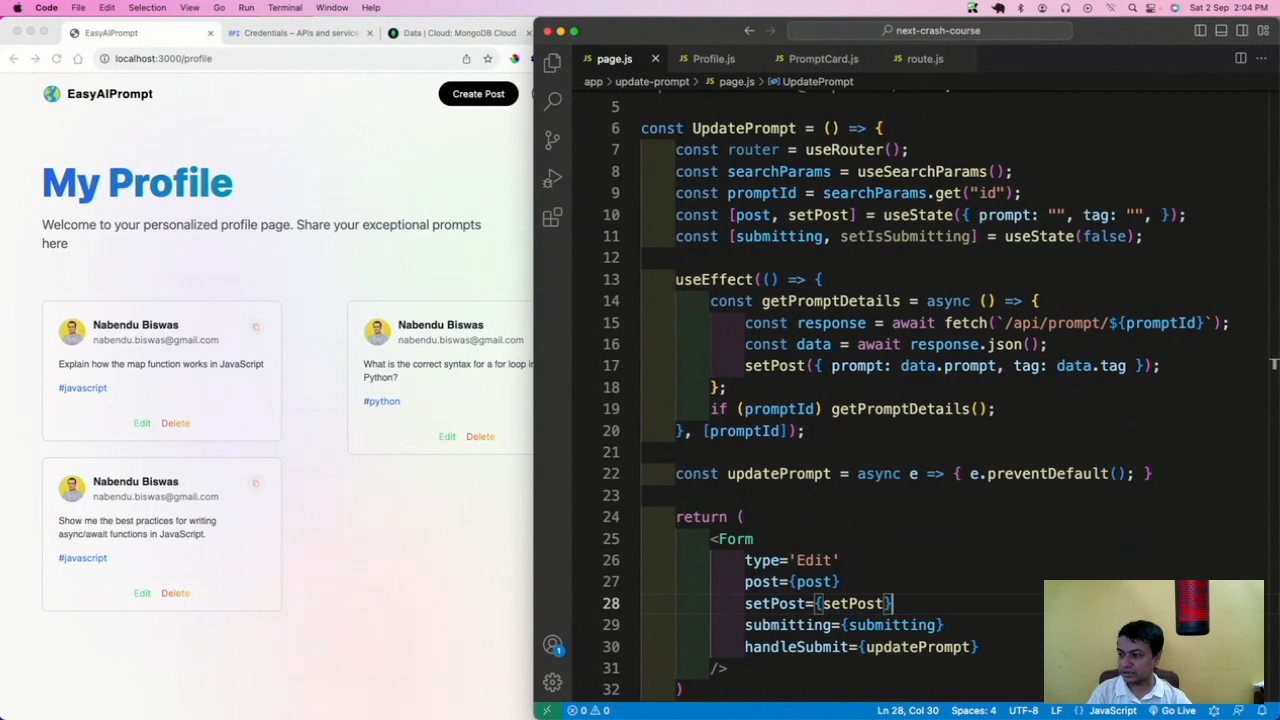 Code File Edit Selection View Go Run Terminal Window Help
Sat 2 Sep 2:04 PM
EasyAIPrompt
Credentials – APIs and service
Data | Cloud: MongoDB Cloud
localhost:3000/profile
EasyAIPrompt
Create Post
My Profile
Welcome to your personalized profile page. Share your exceptional prompts
here
Nabendu Biswas
nabendu.biswas@gmail.com
Explain how the map function works in JavaScript
#javascript
Edit Delete
Nabendu Biswas
nabendu.biswas@gmail.com
What is the correct syntax for a for loop in
Python?
#python
Edit Delete
Nabendu Biswas
nabendu.biswas@gmail.com
Show me the best practices for writing
async/await functions in JavaScript.
#javascript
Edit Delete
next-crash-course
page.js
Profile.js
PromptCard.js
route.js
app > update-prompt > page.js > UpdatePrompt
5
6 const UpdatePrompt = () => {
7 const router = useRouter();
8 const searchParams = useSearchParams();
9 const promptId = searchParams.get("id");
10 const [post, setPost] = useState({ prompt: "", tag: "", });
11 const [submitting, setIsSubmitting] = useState(false);
12
13 useEffect(() => {
14 const getPromptDetails = async () => {
15 const response = await fetch(`/api/prompt/${promptId}`);
16 const data = await response.json();
17 setPost({ prompt: data.prompt, tag: data.tag });
18 };
19 if (promptId) getPromptDetails();
20 }, [promptId]);
21
22 const updatePrompt = async e => { e.preventDefault(); }
23
24 return (
25 <Form
26 type='Edit'
27 post={post}
28 setPost={setPost}
29 submitting={submitting}
30 handleSubmit={updatePrompt}
31 />
32 )
1
0 0
Ln 28, Col 30 Spaces: 4 UTF-8 LF {} JavaScript Go Live